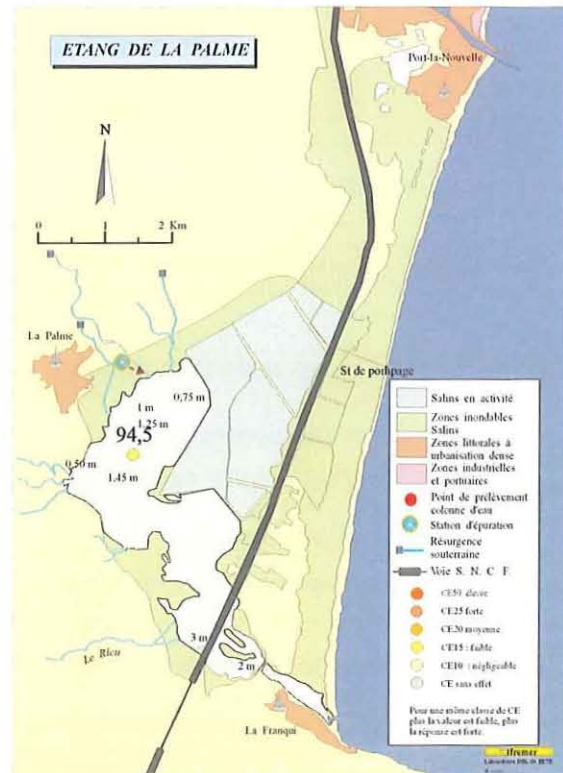 ETANG DE LA PALME
Port-la-Nouvelle
N
0 1 2 Km
La Palme
St de pompage
0,75 m
1 m
1,25 m
94,5
0,50 m
1,45 m
3 m
2 m
Le Rieu
La Franqui
Salins en activité
Zones inondables
Salins
Zones littorales à
urbanisation dense
Zones industrielles
et portuaires
Point de prélèvement
colonne d'eau
Station d'épuration
Résurgence
souterraine
Voie S. N. C F.
CE50 élevée
CE25 forte
CE20 moyenne
CE15 : faible
CE10 : négligeable
CE sans effet
Pour une même classe de CE
plus la valeur est faible, plus
la réponse est forte.
Ifremer